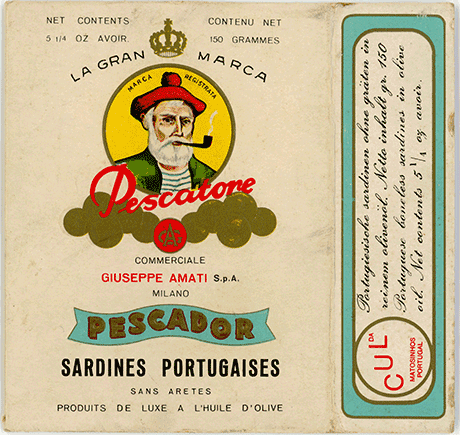 NET CONTENTS
5 1/4 OZ AVOIR.
CONTENU NET
150 GRAMMES
LA GRAN MARCA
MARCA REGISTRATA
Pescatore
CAG
COMMERCIALE
GIUSEPPE AMATI S.p.A.
MILANO
PESCADOR
SARDINES PORTUGAISES
SANS ARETES
PRODUITS DE LUXE A L'HUILE D'OLIVE
Portugiesische sardinen ohne gräten in
reinem olivenöl. Netto inhalt gr. 150
Portuguese boneless sardines in olive
oil. Net contents 5 1/4 oz avoir.
CUL DA
MATOSINHOS
PORTUGAL